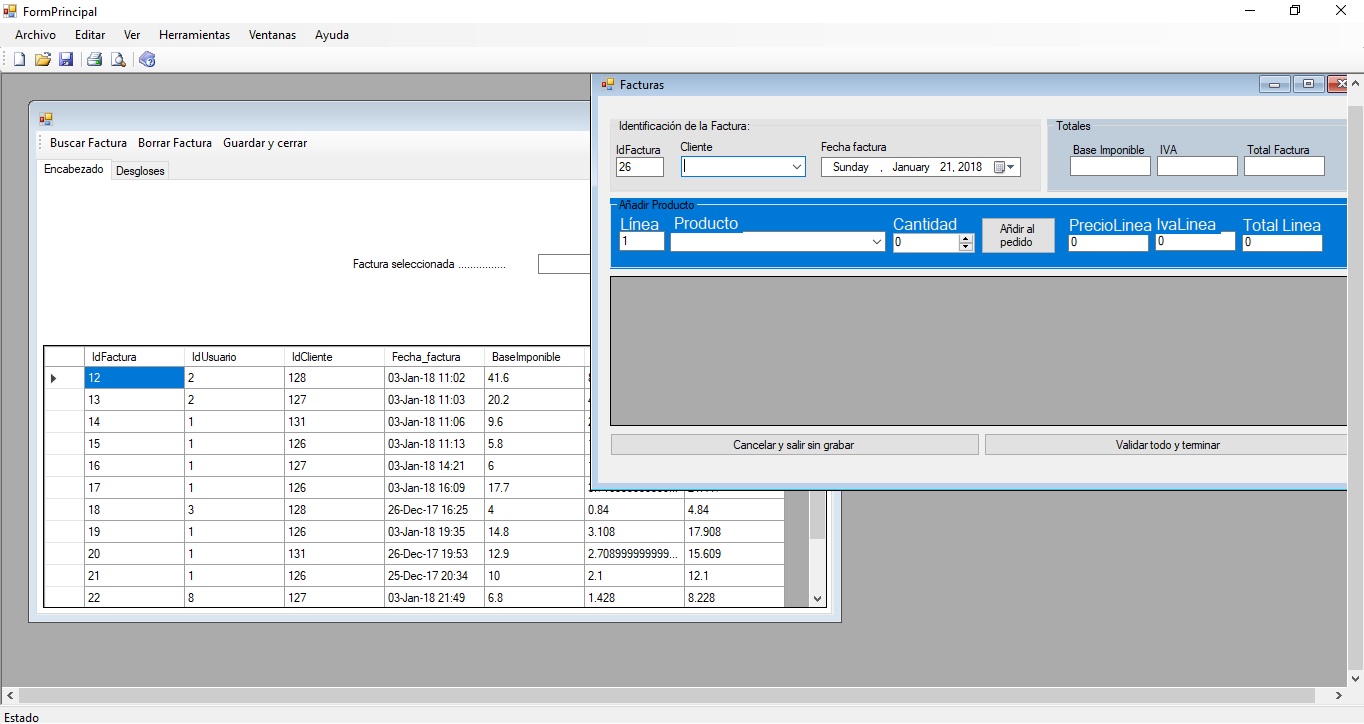 FormPrincipal
Archivo Editar Ver Herramientas Ventanas Ayuda
Buscar Factura Borrar Factura Guardar y cerrar
Encabezado Desgloses
Factura seleccionada ................
IdFactura IdUsuario IdCliente Fecha_factura BaseImponible
12 2 128 03-Jan-18 11:02 41.6
13 2 127 03-Jan-18 11:03 20.2
14 1 131 03-Jan-18 11:06 9.6
15 1 126 03-Jan-18 11:13 5.8
16 1 127 03-Jan-18 14:21 6
17 1 126 03-Jan-18 16:09 17.7
18 3 128 26-Dec-17 16:25 4 0.84 4.84
19 1 126 03-Jan-18 19:35 14.8 3.108 17.908
20 1 131 26-Dec-17 19:53 12.9 2.708999999999... 15.609
21 1 126 25-Dec-17 20:34 10 2.1 12.1
22 8 127 03-Jan-18 21:49 6.8 1.428 8.228
Facturas
Identificación de la Factura:
IdFactura Cliente Fecha factura
26 Sunday , January 21, 2018
Totales
Base Imponible IVA Total Factura
Añadir Producto
Línea Producto Cantidad PrecioLinea IvaLinea Total Linea
1 0 0 0 0
Añdir al
pedido
Cancelar y salir sin grabar Validar todo y terminar
Estado